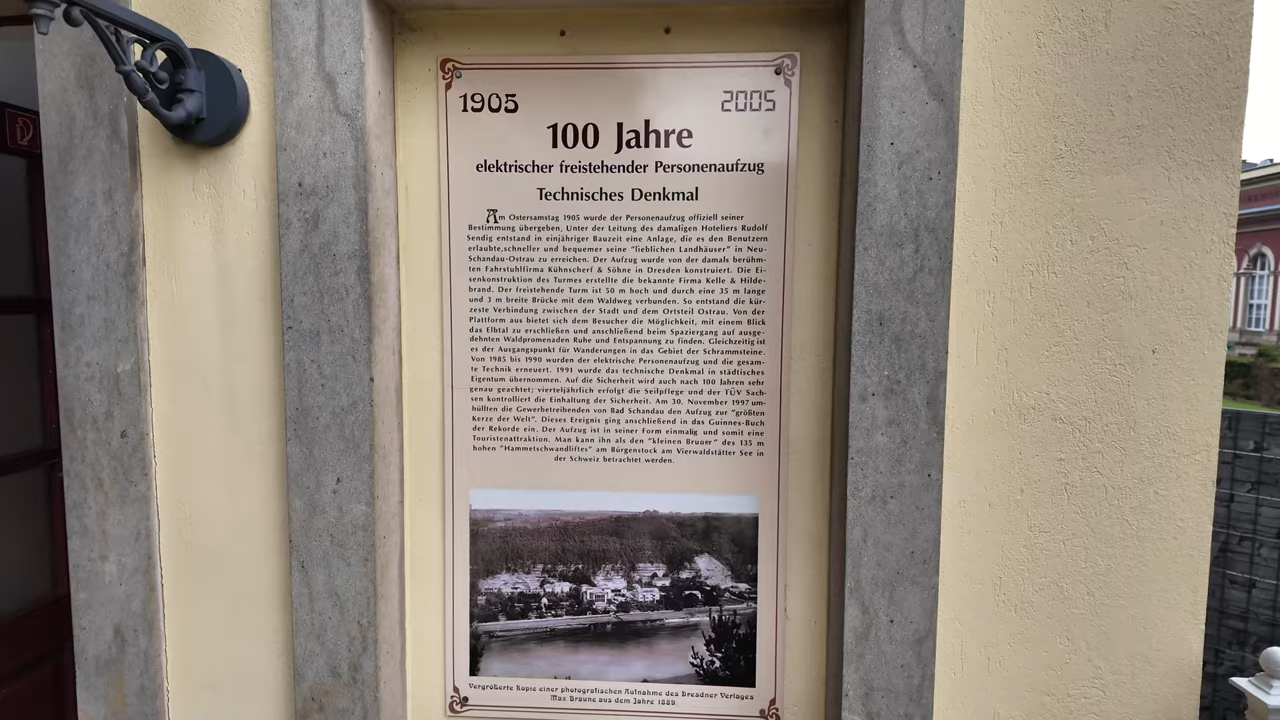 1905 2005
100 Jahre
elektrischer freistehender Personenaufzug
Technisches Denkmal
Am Ostersamstag 1905 wurde der Personenaufzug offiziell seiner
Bestimmung übergeben, Unter der Leitung des damaligen Hoteliers Rudolf
Sendig entstand in einjähriger Bauzeit eine Anlage, die es den Benutzern
erlaubte,schneller und bequemer seine "lieblichen Landhäuser" in Neu-
Schandau-Ostrau zu erreichen. Der Aufzug wurde von der damals berühm-
ten Fahrstuhlfirma Kühnscherf & Söhne in Dresden konstruiert. Die Ei-
senkonstruktion des Turmes erstellte die bekannte Firma Kelle & Hilde-
brand. Der freistehende Turm ist 50 m hoch und durch eine 35 m lange
und 3 m breite Brücke mit dem Waldweg verbunden. So entstand die kür-
zeste Verbindung zwischen der Stadt und dem Ortsteil Ostrau. Von der
Plattform aus bietet sich dem Besucher die Möglichkeit, mit einem Blick
das Elbtal zu erschließen und anschließend beim Spaziergang auf ausge-
dehnten Waldpromenaden Ruhe und Entspannung zu finden. Gleichzeitig ist
es der Ausgangspunkt für Wanderungen in das Gebiet der Schrammsteine.
Von 1985 bis 1990 wurden der elektrische Personenaufzug und die gesam-
te Technik erneuert. 1991 wurde das technische Denkmal in städtisches
Eigentum übernommen. Auf die Sicherheit wird auch nach 100 Jahren sehr
genau geachtet; vierteljährlich erfolgt die Seilpflege und der TÜV Sach-
sen kontrolliert die Einhaltung der Sicherheit. Am 30. November 1997 um-
hüllten die Gewerbetreibenden von Bad Schandau den Aufzug zur "größten
Kerze der Welt". Dieses Ereignis ging anschließend in das Guinnes-Buch
der Rekorde ein. Der Aufzug ist in seiner Form einmalig und somit eine
Touristenattraktion. Man kann ihn als den "kleinen Bruoer" des 135 m
hohen "Hammetschwandliftes" am Bürgenstock am Vierwaldstätter See in
der Schweiz betrachtet werden.
Vergrößerte Kopie einer photografischen Aufnahme des Dresdner Verlages
Max Braune aus dem Jahre 1889.